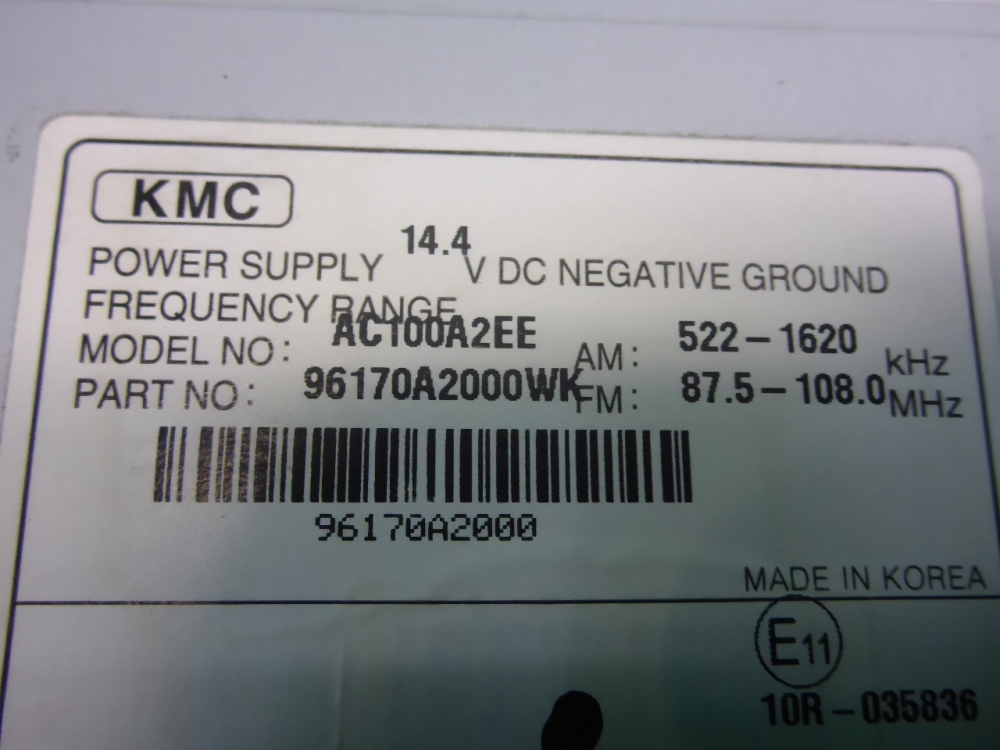 KMC
POWER SUPPLY 14.4 V DC NEGATIVE GROUND
FREQUENCY RANGE
MODEL NO: AC100A2EE AM: 522-1620 kHz
PART NO: 96170A2000WK FM: 87.5-108.0 MHz
96170A2000
MADE IN KOREA
E11
10R-035836